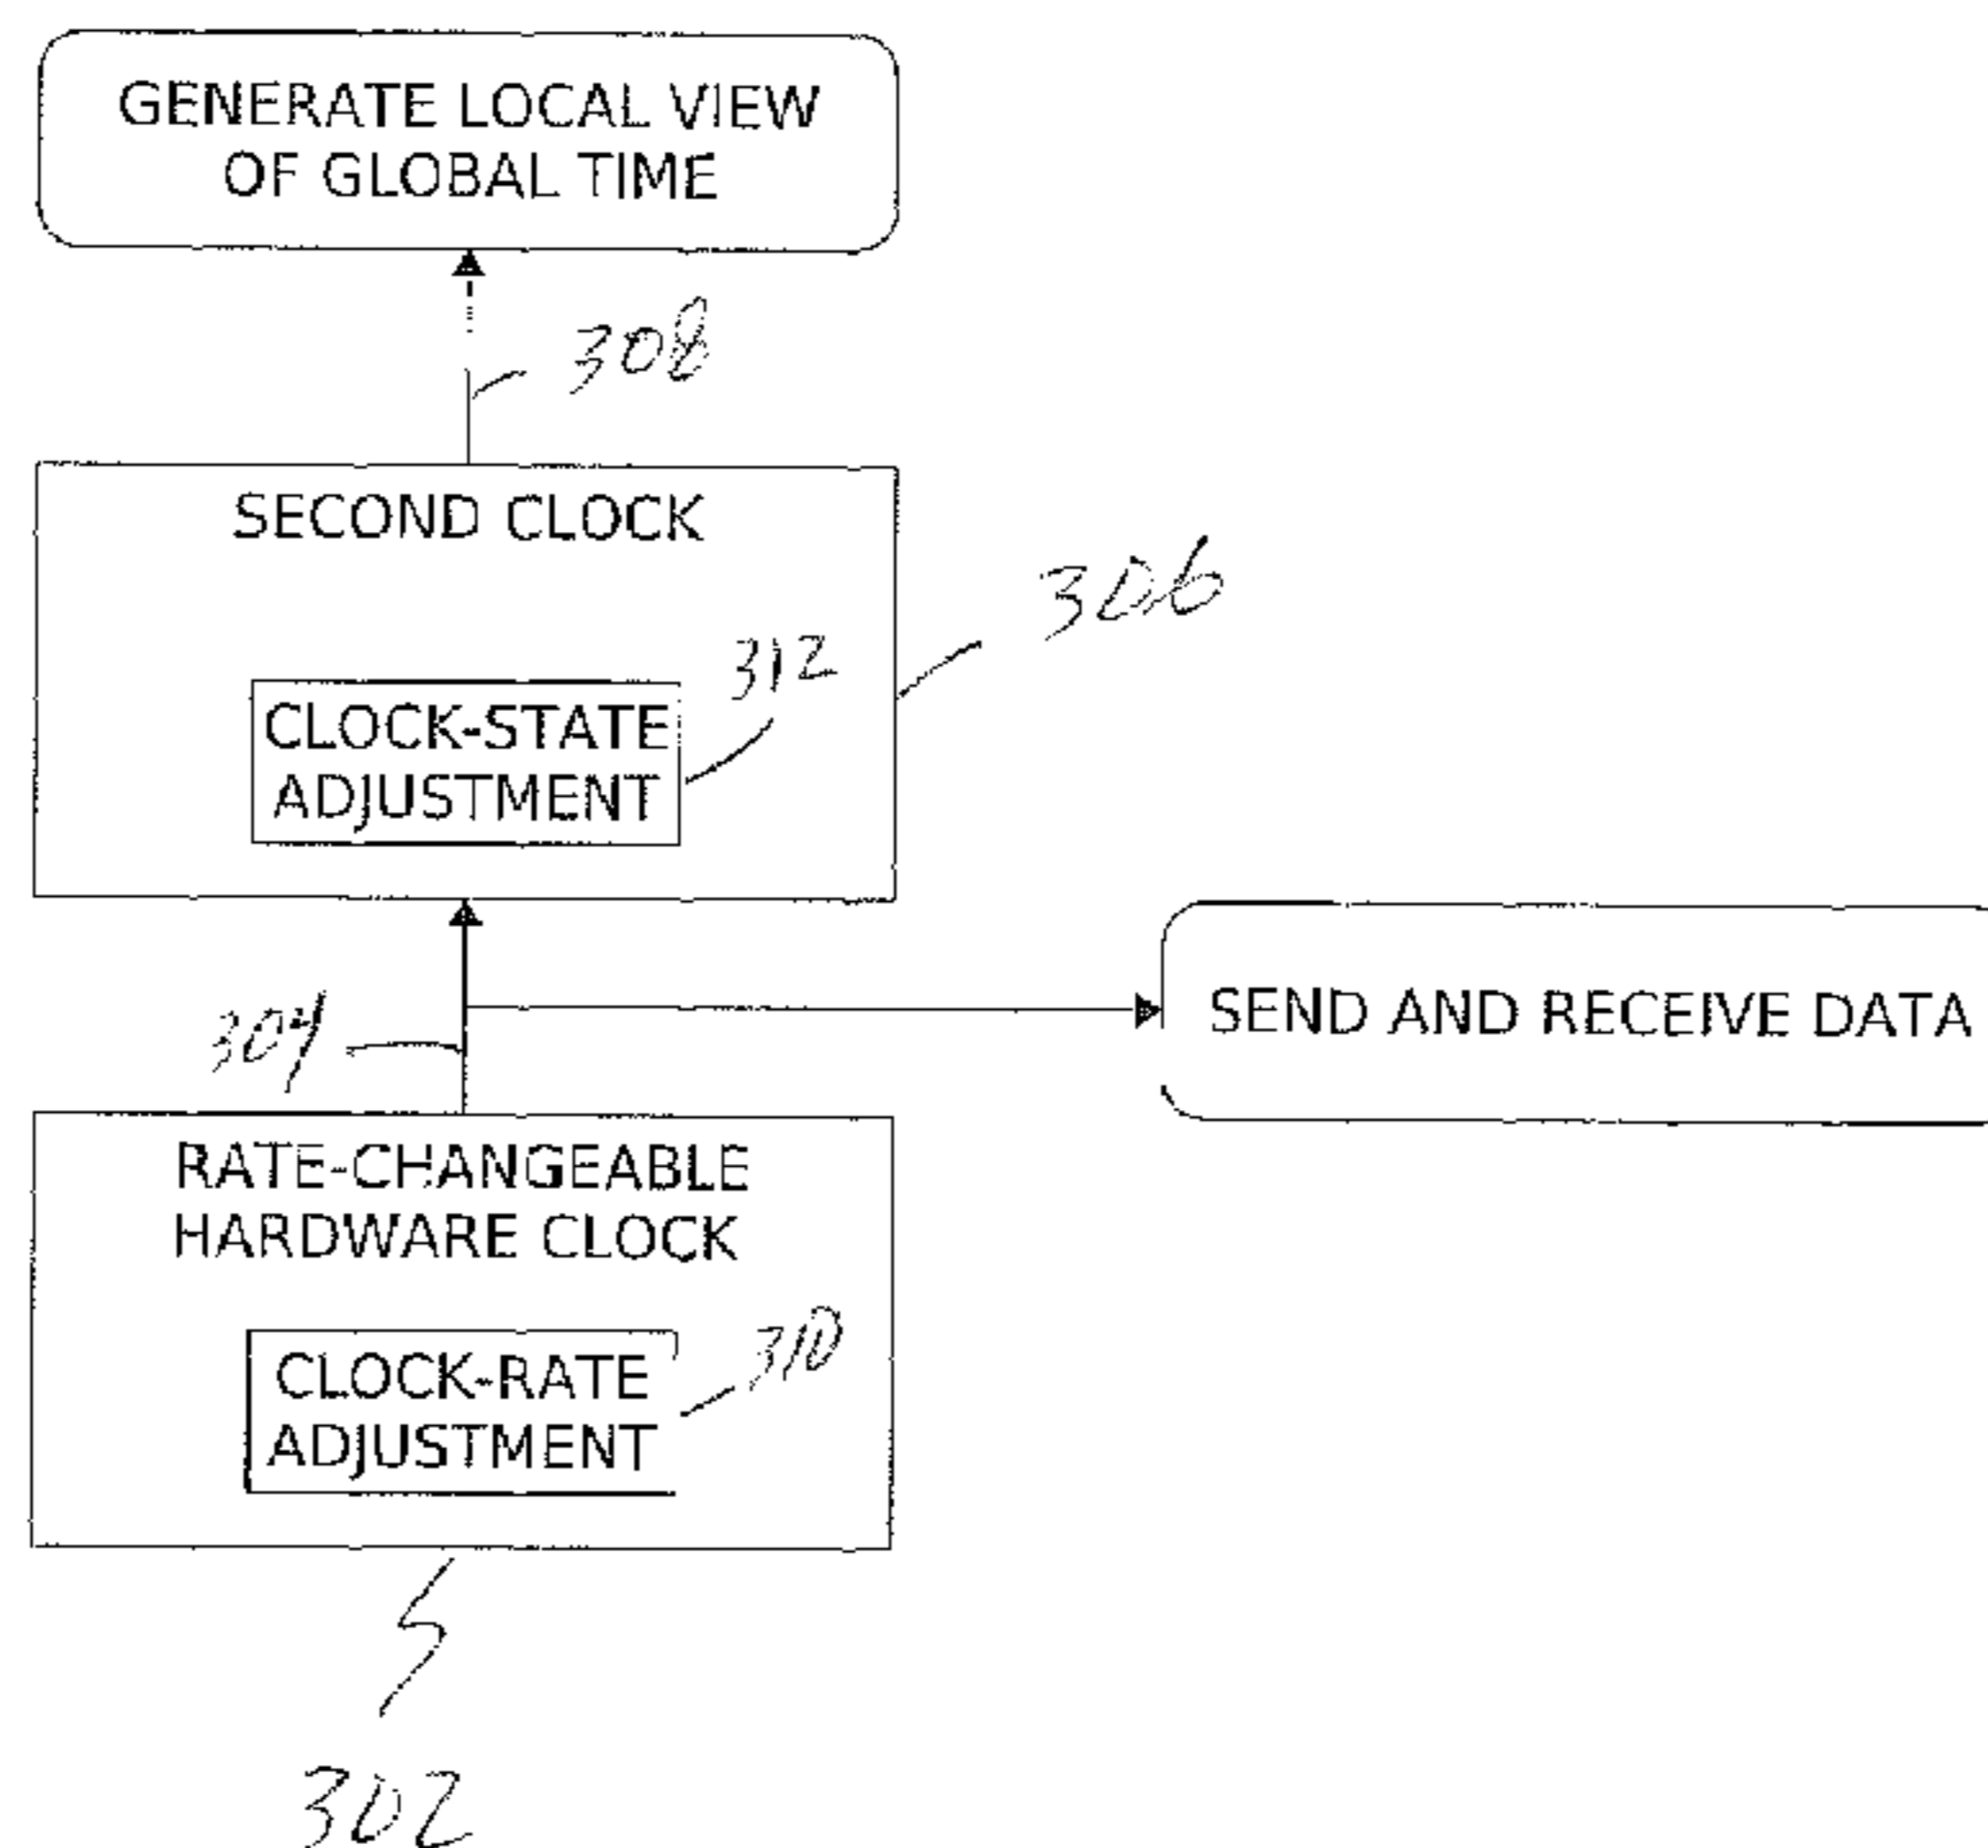 GENERATE LOCAL VIEW
OF GLOBAL TIME
308
SECOND CLOCK
306
312
CLOCK-STATE
ADJUSTMENT
304
SEND AND RECEIVE DATA
RATE-CHANGEABLE
HARDWARE CLOCK
310
CLOCK-RATE
ADJUSTMENT
302